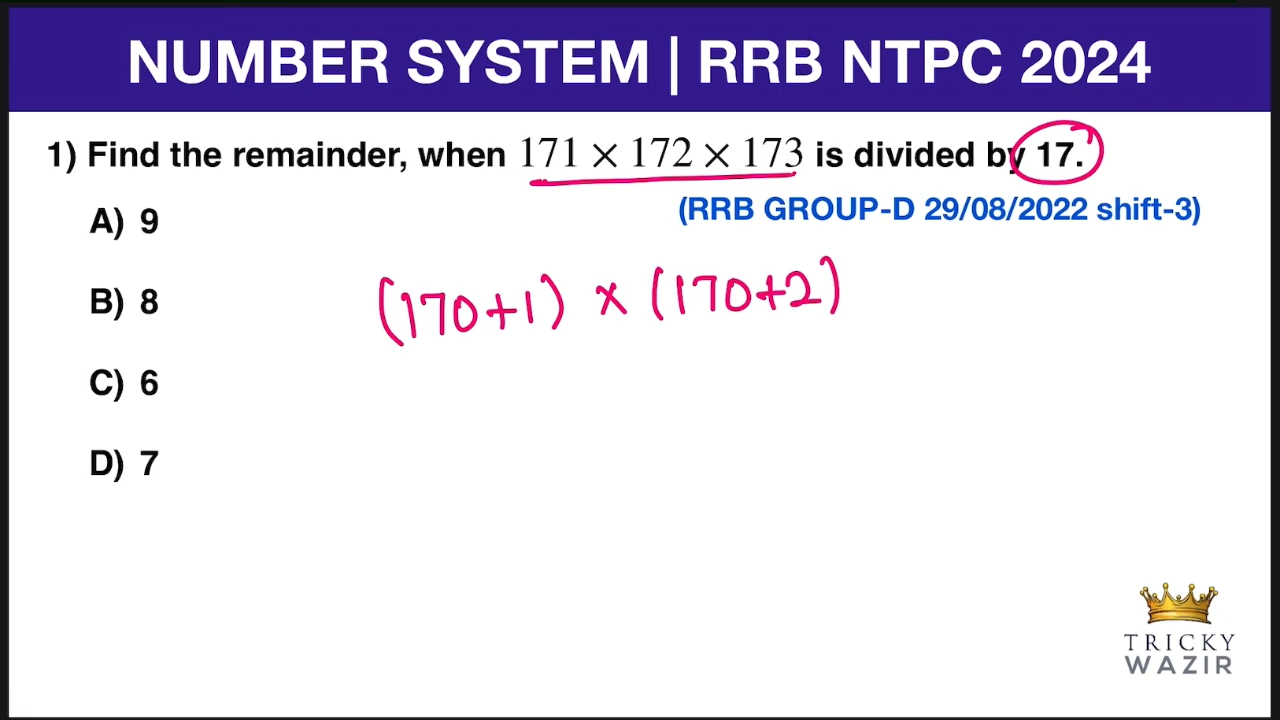 NUMBER SYSTEM | RRB NTPC 2024
1) Find the remainder, when 171 × 172 × 173 is divided by 17.
(RRB GROUP-D 29/08/2022 shift-3)
A) 9
(170+1) × (170+2)
B) 8
C) 6
D) 7
TRICKY
WAZIR